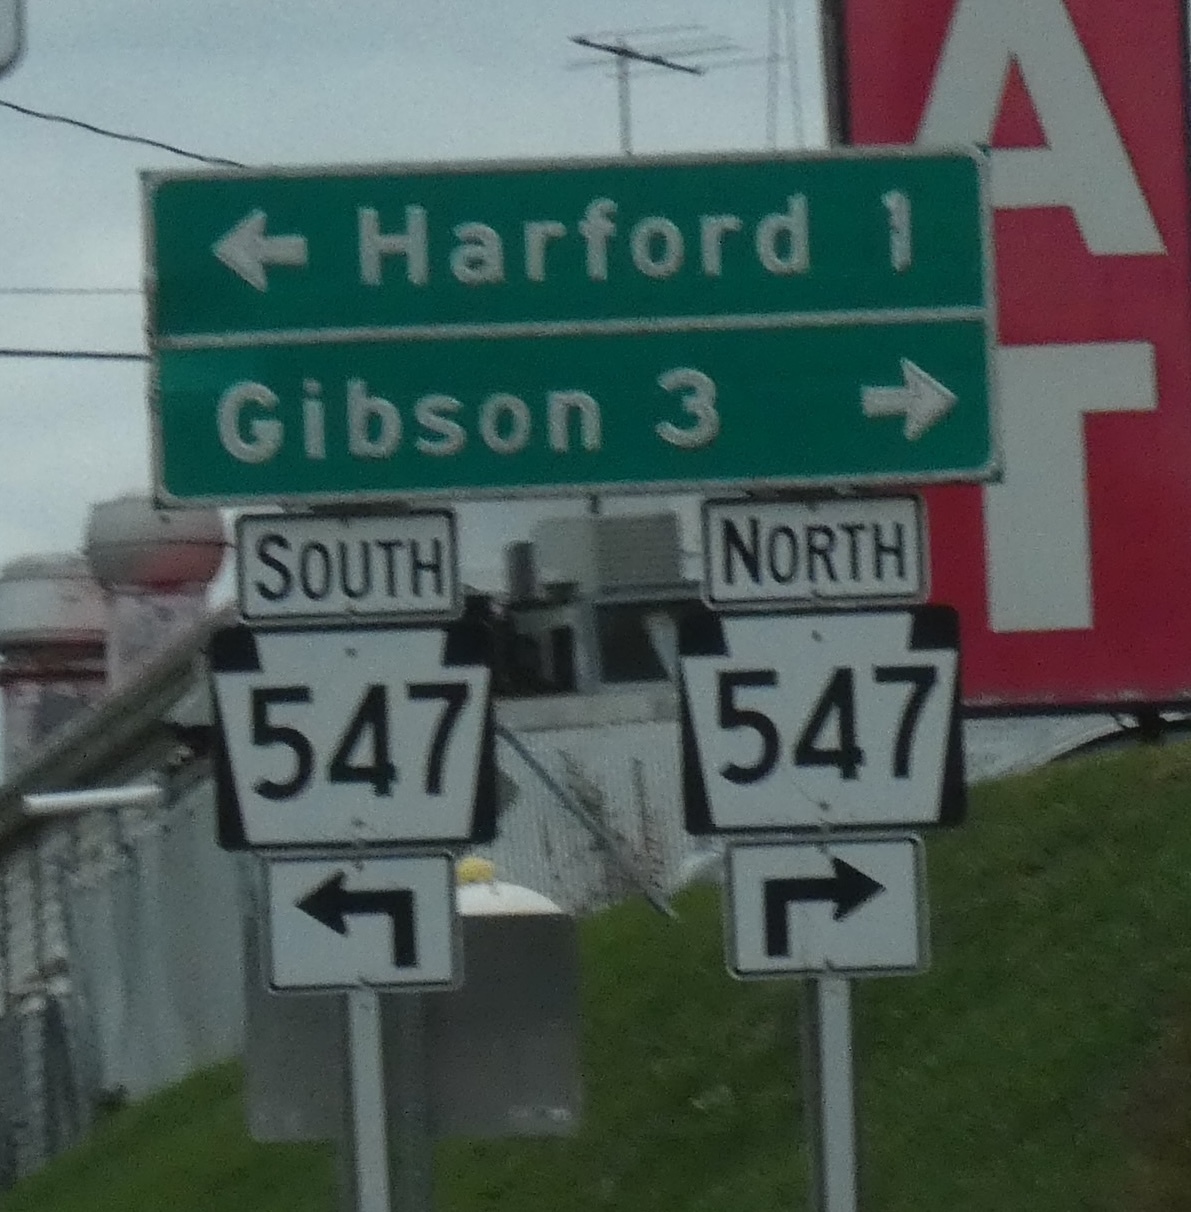 Harford 1
Gibson 3
SOUTH
NORTH
547
547
A
T